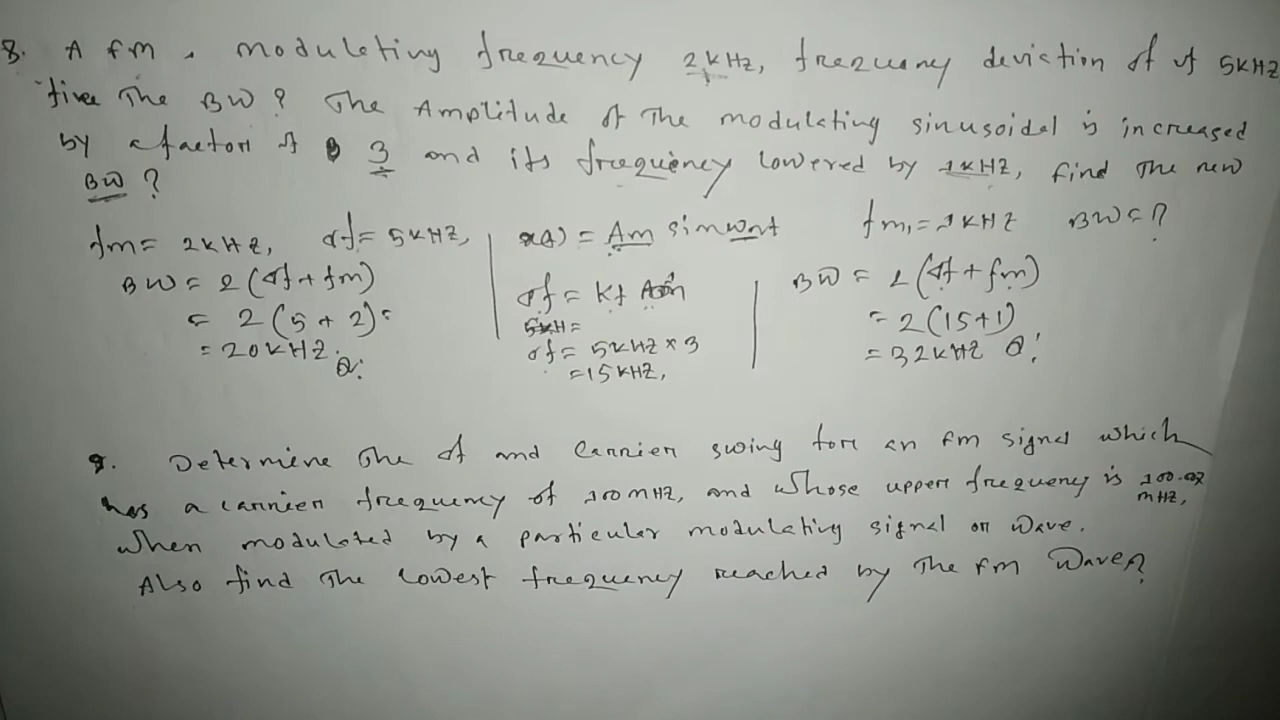 8. A fm, modulating frequency 2kHz, frequency deviation of 5kHz
The BW? The Amplitude of The modulating sinusoidal is increased
by a factor of 3 and its frequency lowered by 1kHz, find The new
BW?
fm = 2kHz, Δf = 5kHz,
BW = 2(Δf + fm)
= 2(5 + 2)
= 20kHz.
x(t) = Am sinωmt
Δf = Kf Am
5kH =
Δf = 5kHz × 3
= 15kHz,
fm1 = 1kHz BW = ?
BW = 2(Δf + fm)
= 2(15+1)
= 32kHz
9. Determine The Δf and Carrier swing for an fm signal which
has a carrier frequency of 100mHz, and whose upper frequency is 100.07
mHz,
when modulated by a particular modulating signal or wave.
Also find The lowest frequency reached by The fm wave?